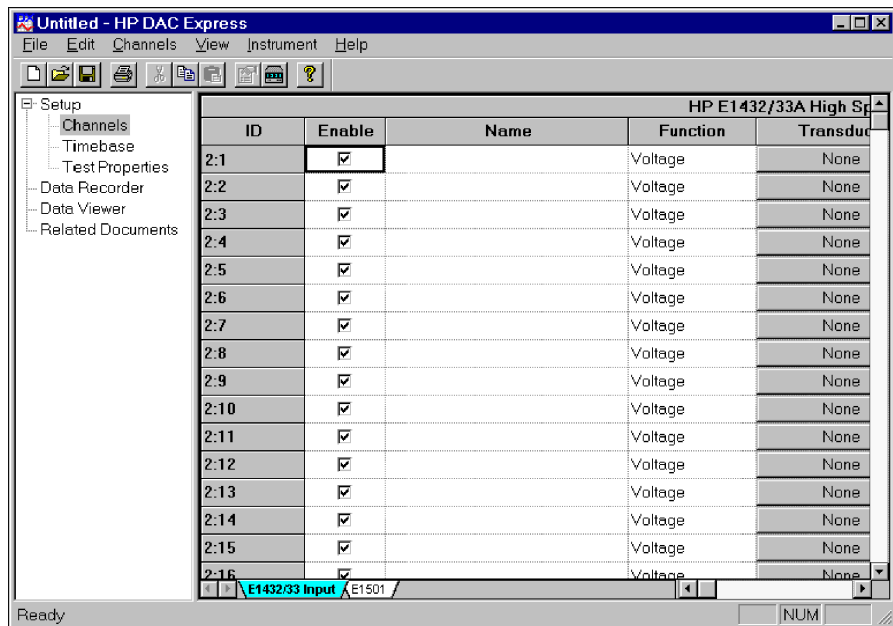 Untitled - HP DAC Express
File Edit Channels View Instrument Help
Setup
Channels
Timebase
Test Properties
Data Recorder
Data Viewer
Related Documents
HP E1432/33A High Sp
ID Enable Name Function Transduc
2:1 Voltage None
2:2 Voltage None
2:3 Voltage None
2:4 Voltage None
2:5 Voltage None
2:6 Voltage None
2:7 Voltage None
2:8 Voltage None
2:9 Voltage None
2:10 Voltage None
2:11 Voltage None
2:12 Voltage None
2:13 Voltage None
2:14 Voltage None
2:15 Voltage None
2:16 Voltage None
E1432/33 Input E1501
Ready NUM